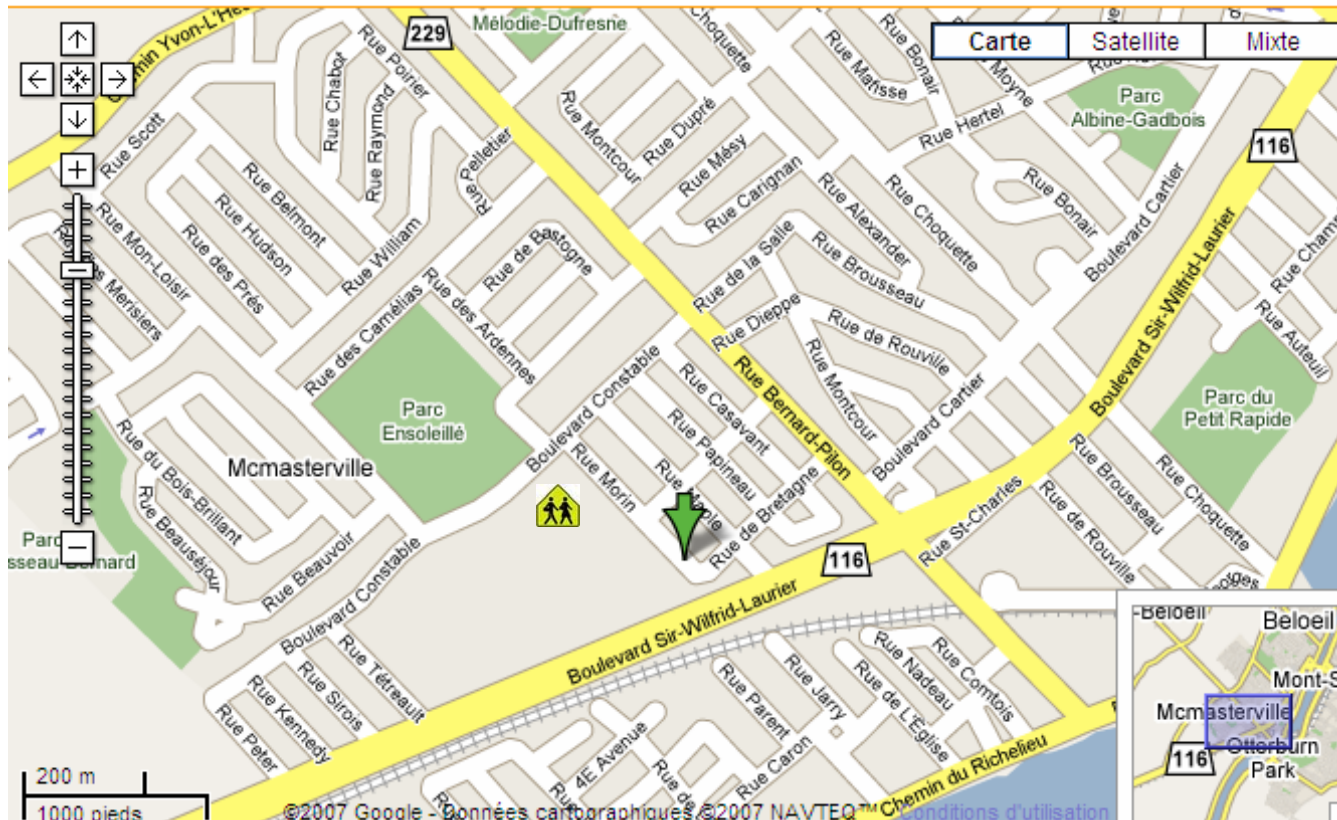 Chemin Yvon-L'Heu
229
Mélodie-Dufresne
Carte
Satellite
Mixte
Rue Poirier
Rue Chabot
Rue Raymond
Rue Scott
Rue Pelletier
Rue Montcour
Choquette
Rue Dupré
Rue Mésy
Rue Carignan
Rue Matisse
Rue Bonair
Moyne
Rue Hertel
Parc
Albine-Gadbois
116
Rue Belmont
Rue Hudson
Rue des Prés
Rue William
Rue Mon-Loisir
Merisiers
Rue de Bastogne
Rue des Ardennes
Rue des Camélias
Rue de la Salle
Rue Alexander
Rue Choquette
Rue Brousseau
Rue Bonair
Boulevard Cartier
Boulevard Sir-Wilfrid-Laurier
Rue Cham
Rue Auteuil
Rue Dieppe
Rue de Rouville
Rue Montcour
Boulevard Cartier
Rue Bernard-Pilon
Parc
Ensoleillé
Boulevard Constable
Rue Casavant
Rue Papineau
Rue Maple
Rue Morin
Rue de Bretagne
Parc du
Petit Rapide
Mcmasterville
Rue du Bois-Brillant
Rue Beauséjour
Rue Beauvoir
Boulevard Constable
Parc
sseau Bernard
116
Boulevard Sir-Wilfrid-Laurier
Rue St-Charles
Rue Brousseau
Rue Choquette
Rue de Rouville
Rue Tétreault
Rue Sirois
Rue Kennedy
Rue Peter
Rue Parent
Rue Jarry
Rue de L'Église
Rue Nadeau
Rue Comtois
Rue Caron
4E Avenue
Rue de
Chemin du Richelieu
-Beloeil
Beloeil
Mont-S
Mcmasterville
116
Otterburn
Park
200 m
1000 pieds
©2007 Google - Données cartographiques ©2007 NAVTEQ™
Conditions d'utilisation